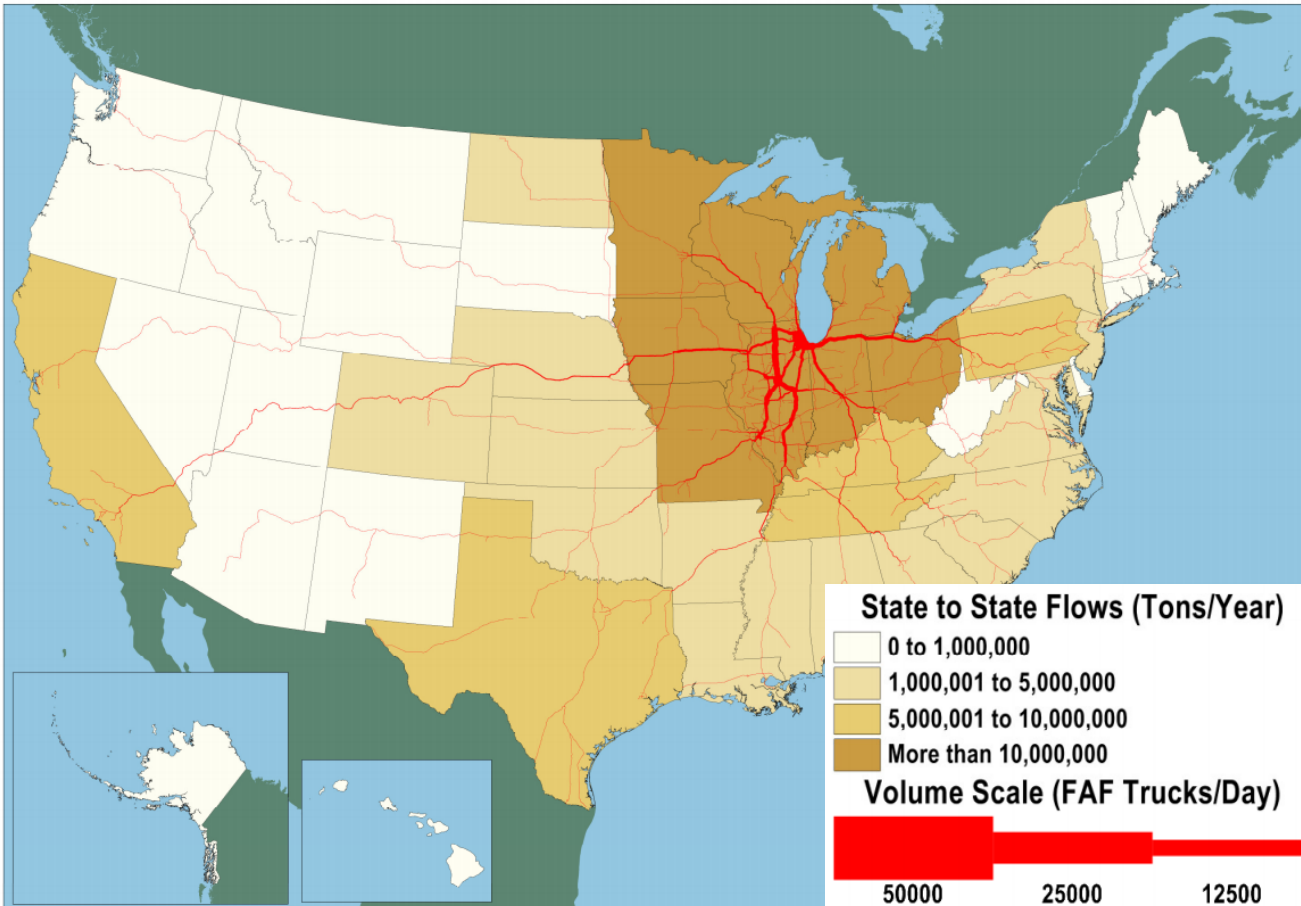 State to State Flows (Tons/Year)
0 to 1,000,000
1,000,001 to 5,000,000
5,000,001 to 10,000,000
More than 10,000,000
Volume Scale (FAF Trucks/Day)
50000 25000 12500